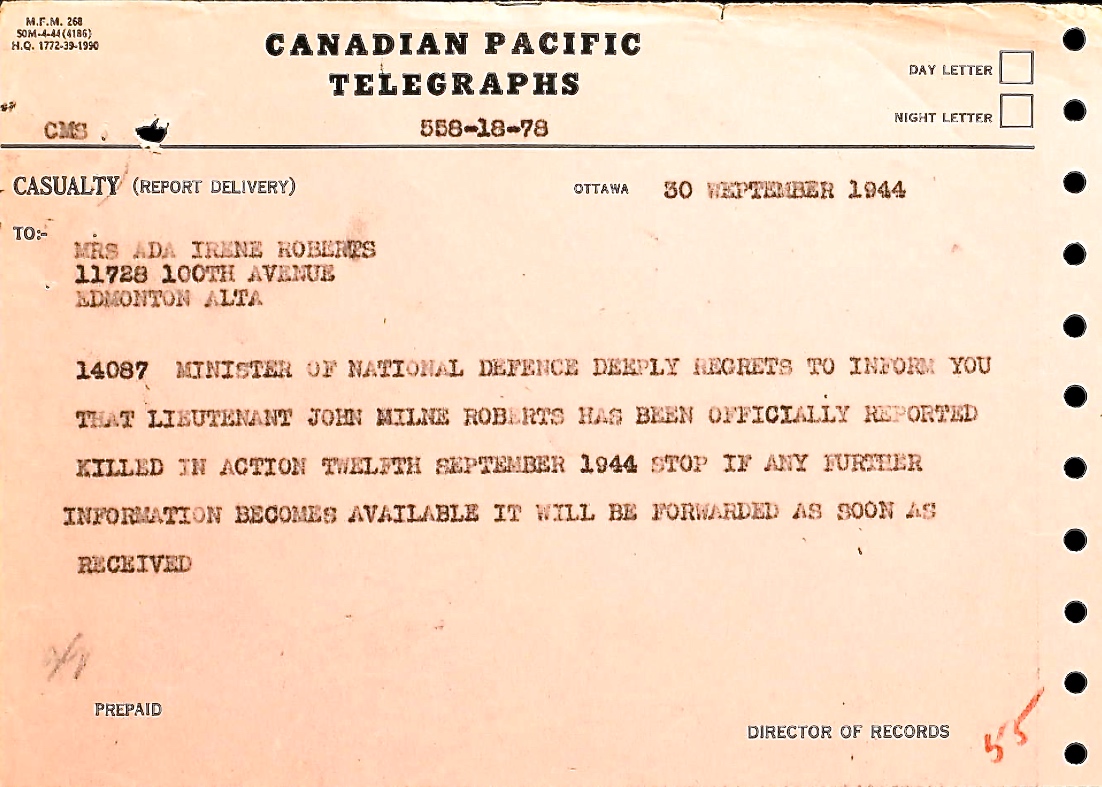 M.F.M. 268
50M-4-44 (4186)
H.Q. 1772-39-1990
CANADIAN PACIFIC
TELEGRAPHS
DAY LETTER
NIGHT LETTER
CMS
558-18-78
CASUALTY (REPORT DELIVERY)
OTTAWA 30 WEPTEMBER 1944
TO:-
MRS ADA IRENE ROBERTS
11728 100TH AVENUE
EDMONTON ALTA
14087 MINISTER OF NATIONAL DEFENCE DEEPLY REGRETS TO INFORM YOU
THAT LIEUTENANT JOHN MILNE ROBERTS HAS BEEN OFFICIALLY REPORTED
KILLED IN ACTION TWELFTH SEPTEMBER 1944 STOP IF ANY FURTHER
INFORMATION BECOMES AVAILABLE IT WILL BE FORWARDED AS SOON AS
RECEIVED
PREPAID
DIRECTOR OF RECORDS
55